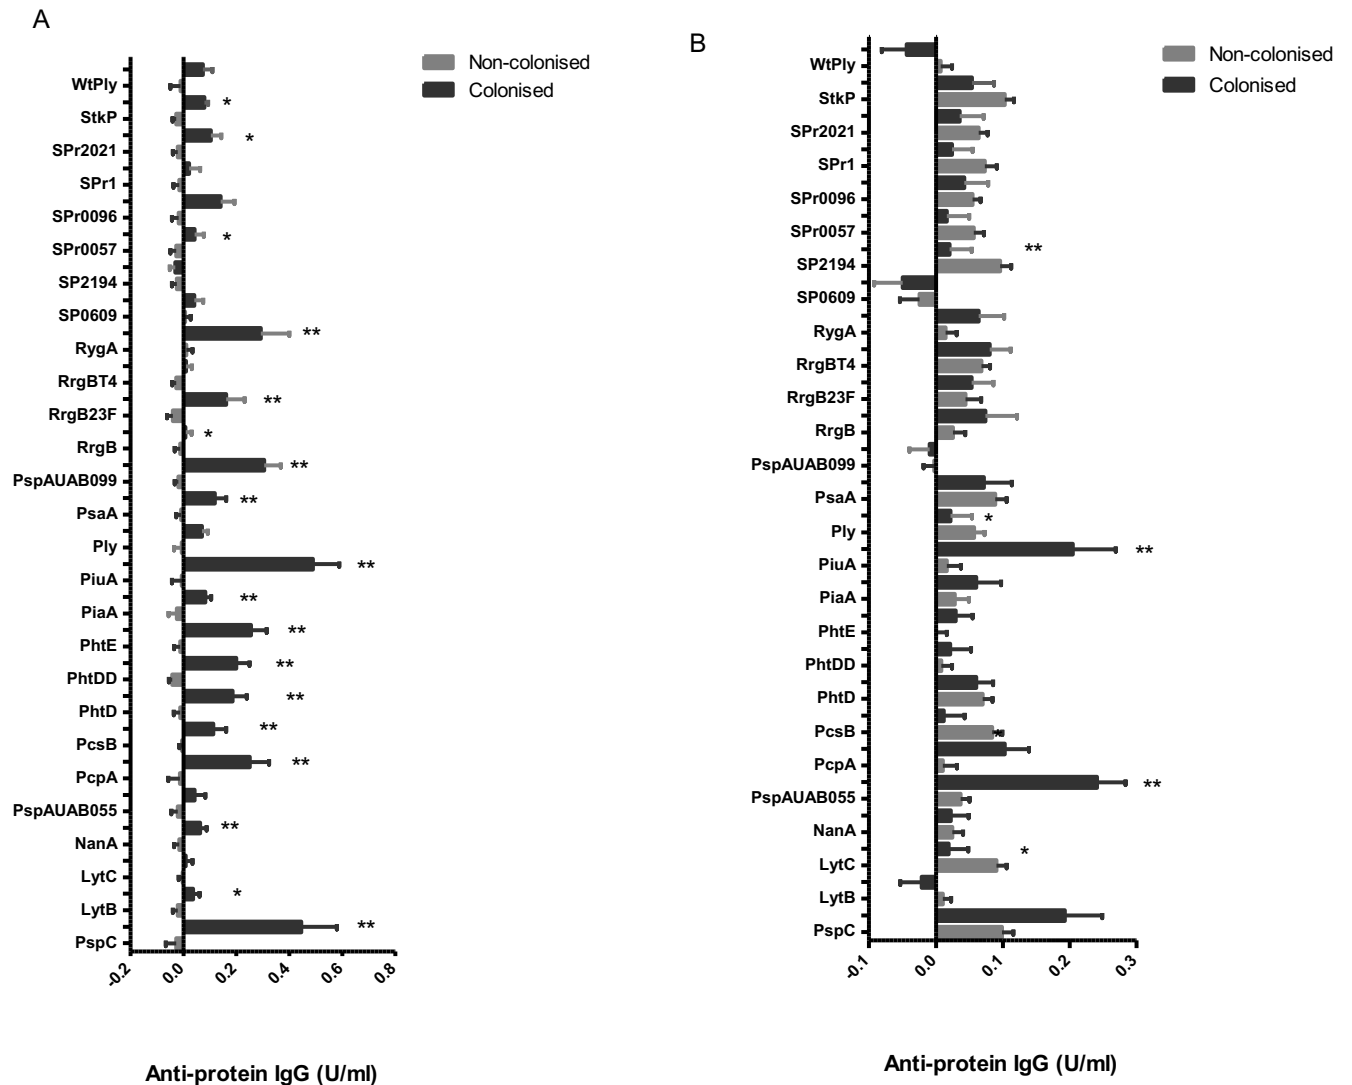 A
Non-colonised
Colonised
WtPly
*
StkP
*
SPr2021
SPr1
SPr0096
*
SPr0057
SP2194
SP0609
**
RygA
RrgBT4
**
RrgB23F
*
RrgB
**
PspAUAB099
**
PsaA
Ply
**
PiuA
**
PiaA
**
PhtE
**
PhtDD
**
PhtD
**
PcsB
**
PcpA
PspAUAB055
**
NanA
LytC
*
LytB
**
PspC
-0.2 0.0 0.2 0.4 0.6 0.8
Anti-protein IgG (U/ml)
B
Non-colonised
Colonised
WtPly
StkP
SPr2021
SPr1
SPr0096
SPr0057
**
SP2194
SP0609
RygA
RrgBT4
RrgB23F
RrgB
PspAUAB099
PsaA
*
Ply
**
PiuA
PiaA
PhtE
PhtDD
PhtD
PcsB
*
PcpA
**
PspAUAB055
NanA
*
LytC
LytB
PspC
-0.1 0.0 0.1 0.2 0.3
Anti-protein IgG (U/ml)